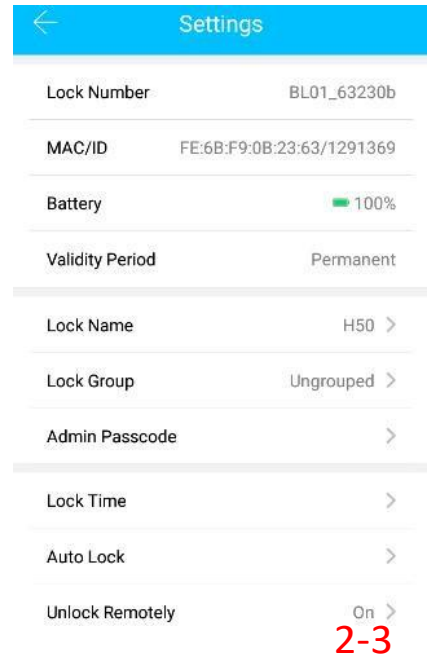 Settings
Lock Number BL01_63230b
MAC/ID FE:6B:F9:0B:23:63/1291369
Battery 100%
Validity Period Permanent
Lock Name H50
Lock Group Ungrouped
Admin Passcode
Lock Time
Auto Lock
Unlock Remotely On
2-3